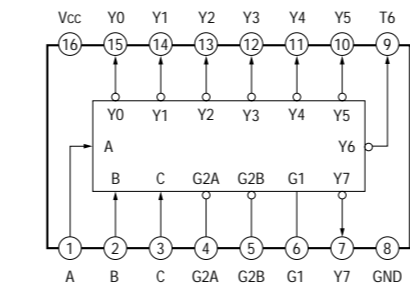 Vcc Y0 Y1 Y2 Y3 Y4 Y5 T6
16 15 14 13 12 11 10 9
Y0 Y1 Y2 Y3 Y4 Y5
A Y6
B C G2A G2B G1 Y7
1 2 3 4 5 6 7 8
A B C G2A G2B G1 Y7 GND